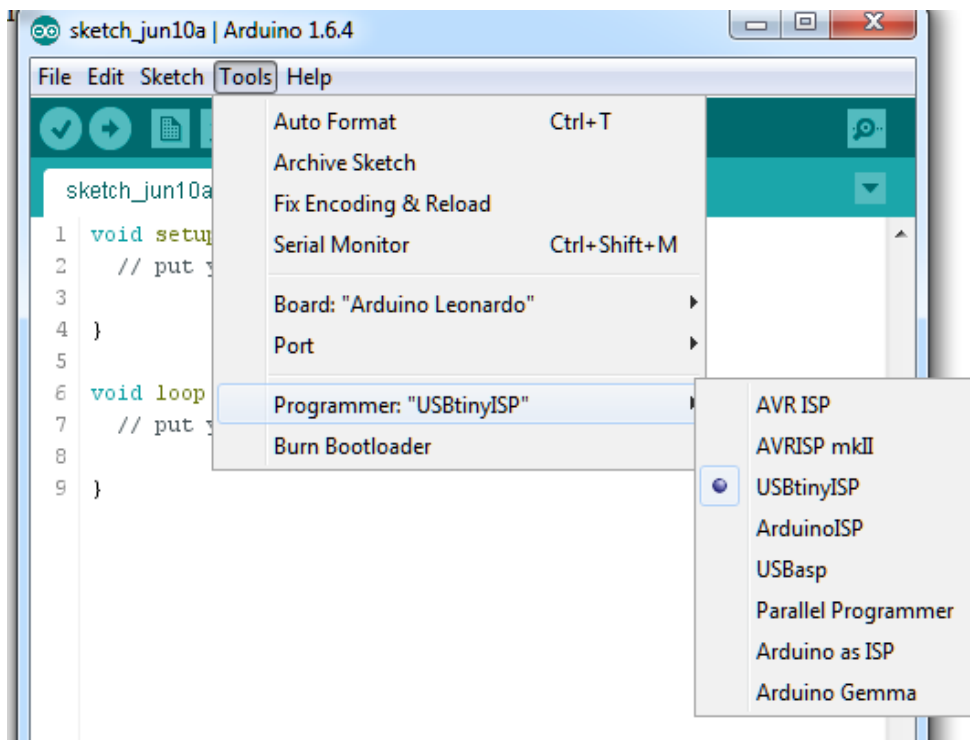 sketch_jun10a | Arduino 1.6.4
File Edit Sketch Tools Help
Auto Format Ctrl+T
Archive Sketch
sketch_jun10a
Fix Encoding & Reload
1 void setup
Serial Monitor Ctrl+Shift+M
2 // put
3
Board: "Arduino Leonardo"
4 }
Port
5
6 void loop
Programmer: "USBtinyISP"
AVR ISP
7 // put
Burn Bootloader
AVRISP mkII
8
9 }
USBtinyISP
ArduinoISP
USBasp
Parallel Programmer
Arduino as ISP
Arduino Gemma